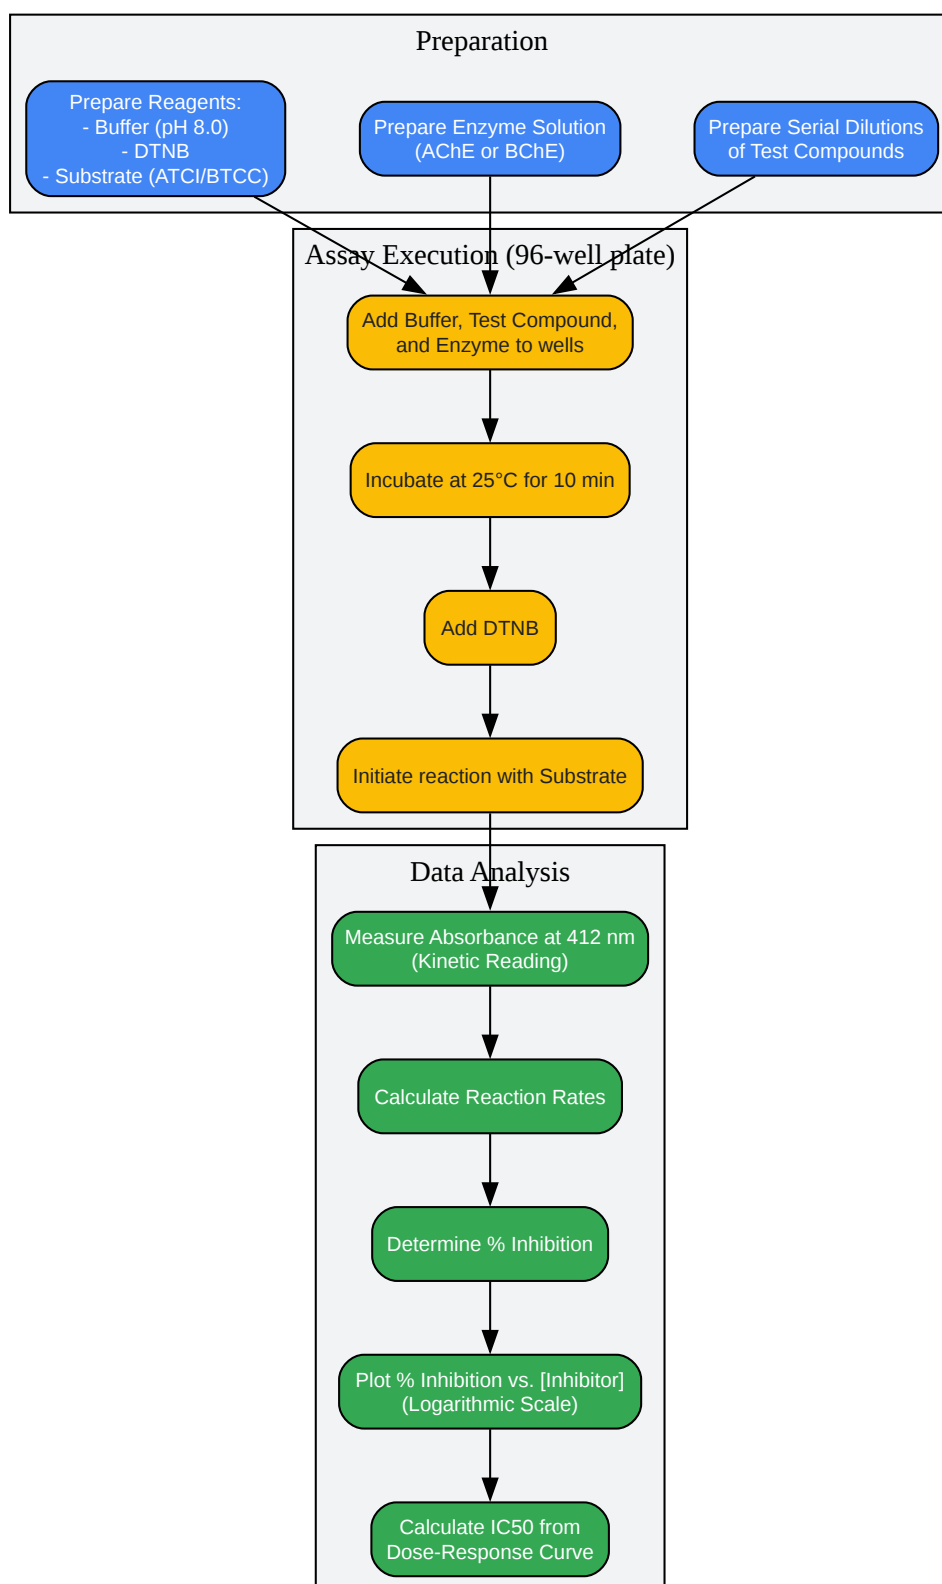 Preparation
Prepare Reagents:
- Buffer (pH 8.0)
- DTNB
- Substrate (ATCI/BTCC)
Prepare Enzyme Solution
(AChE or BChE)
Prepare Serial Dilutions
of Test Compounds
Assay Execution (96-well plate)
Add Buffer, Test Compound,
and Enzyme to wells
Incubate at 25°C for 10 min
Add DTNB
Initiate reaction with Substrate
Data Analysis
Measure Absorbance at 412 nm
(Kinetic Reading)
Calculate Reaction Rates
Determine % Inhibition
Plot % Inhibition vs. [Inhibitor]
(Logarithmic Scale)
Calculate IC50 from
Dose-Response Curve